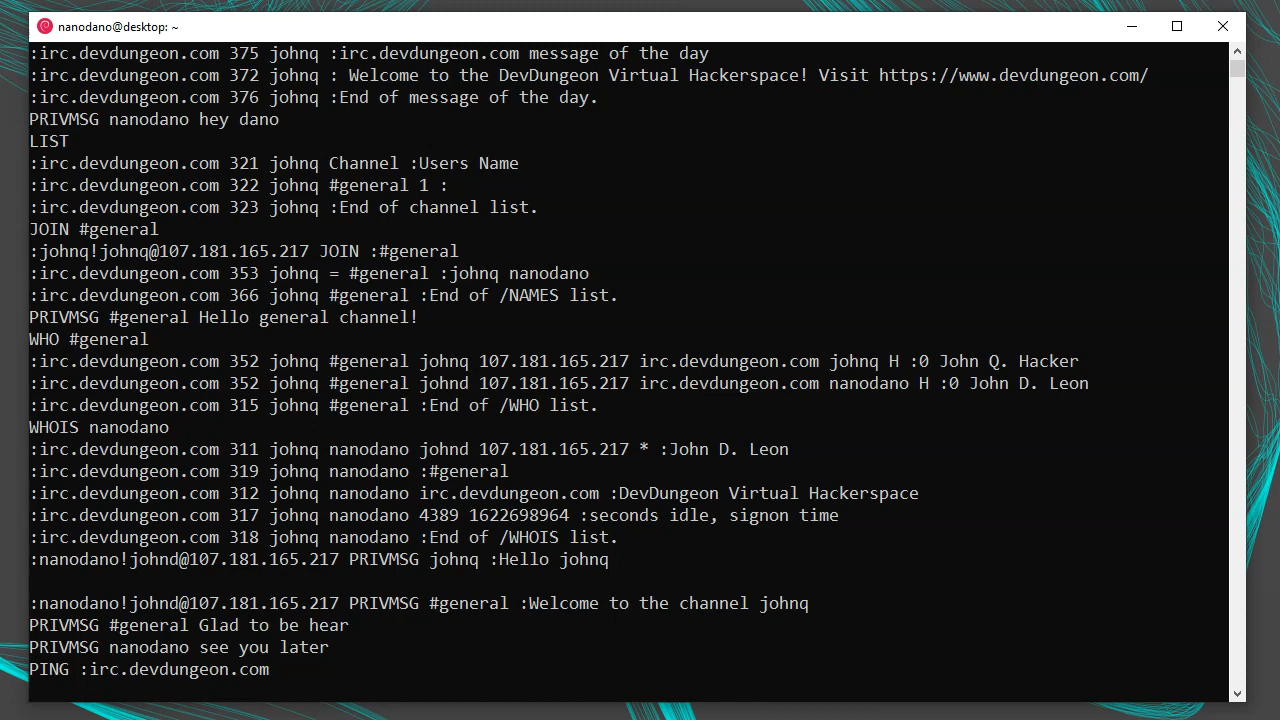 nanodano@desktop: ~
:irc.devdungeon.com 375 johnq :irc.devdungeon.com message of the day
:irc.devdungeon.com 372 johnq : Welcome to the DevDungeon Virtual Hackerspace! Visit https://www.devdungeon.com/
:irc.devdungeon.com 376 johnq :End of message of the day.
PRIVMSG nanodano hey dano
LIST
:irc.devdungeon.com 321 johnq Channel :Users Name
:irc.devdungeon.com 322 johnq #general 1 :
:irc.devdungeon.com 323 johnq :End of channel list.
JOIN #general
:johnq!johnq@107.181.165.217 JOIN :#general
:irc.devdungeon.com 353 johnq = #general :johnq nanodano
:irc.devdungeon.com 366 johnq #general :End of /NAMES list.
PRIVMSG #general Hello general channel!
WHO #general
:irc.devdungeon.com 352 johnq #general johnq 107.181.165.217 irc.devdungeon.com johnq H :0 John Q. Hacker
:irc.devdungeon.com 352 johnq #general johnd 107.181.165.217 irc.devdungeon.com nanodano H :0 John D. Leon
:irc.devdungeon.com 315 johnq #general :End of /WHO list.
WHOIS nanodano
:irc.devdungeon.com 311 johnq nanodano johnd 107.181.165.217 * :John D. Leon
:irc.devdungeon.com 319 johnq nanodano :#general
:irc.devdungeon.com 312 johnq nanodano irc.devdungeon.com :DevDungeon Virtual Hackerspace
:irc.devdungeon.com 317 johnq nanodano 4389 1622698964 :seconds idle, signon time
:irc.devdungeon.com 318 johnq nanodano :End of /WHOIS list.
:nanodano!johnd@107.181.165.217 PRIVMSG johnq :Hello johnq
:nanodano!johnd@107.181.165.217 PRIVMSG #general :Welcome to the channel johnq
PRIVMSG #general Glad to be hear
PRIVMSG nanodano see you later
PING :irc.devdungeon.com